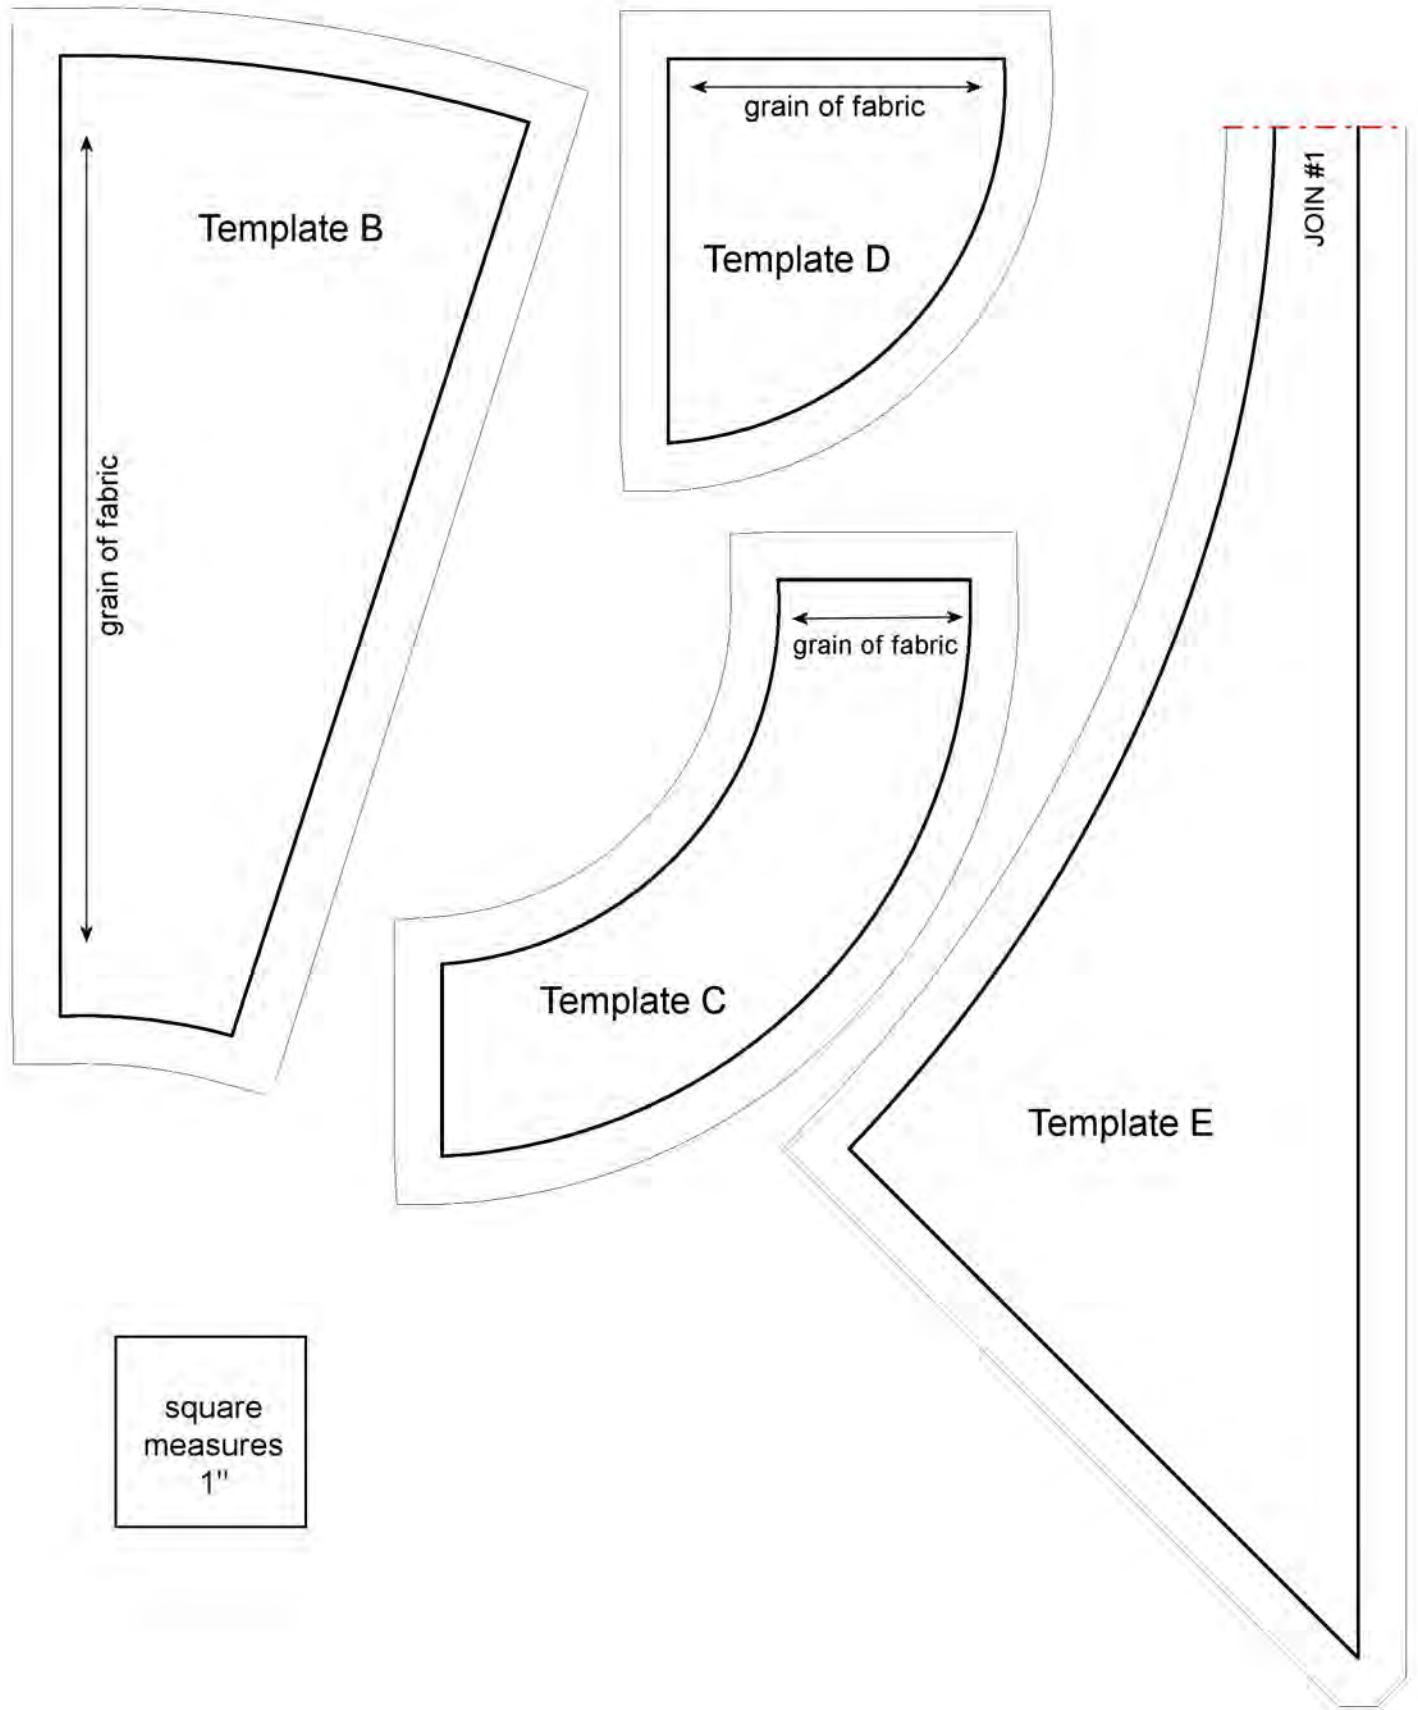 Template B
grain of fabric
grain of fabric
Template D
JOIN #1
grain of fabric
Template C
Template E
square
measures
1"